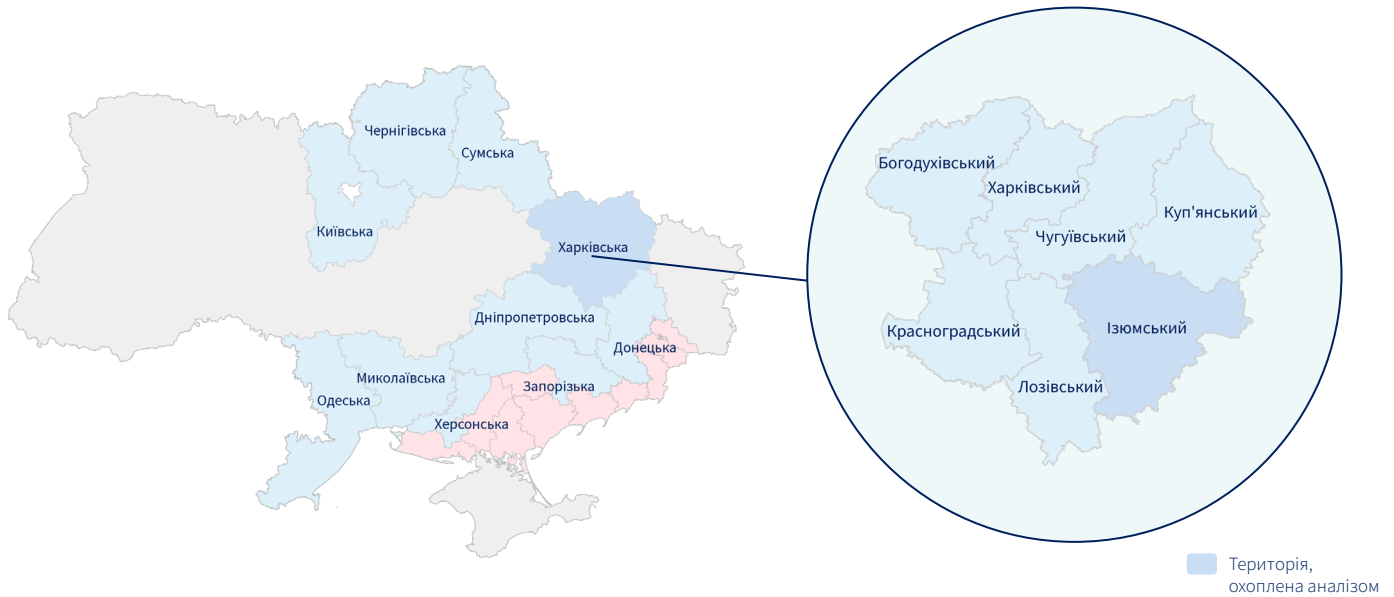 Чернігівська
Сумська
Київська
Харківська
Дніпропетровська
Донецька
Миколаївська
Запорізька
Одеська
Херсонська
Богодухівський
Харківський
Куп'янський
Чугуївський
Ізюмський
Красноградський
Лозівський
Територія,
охоплена аналізом